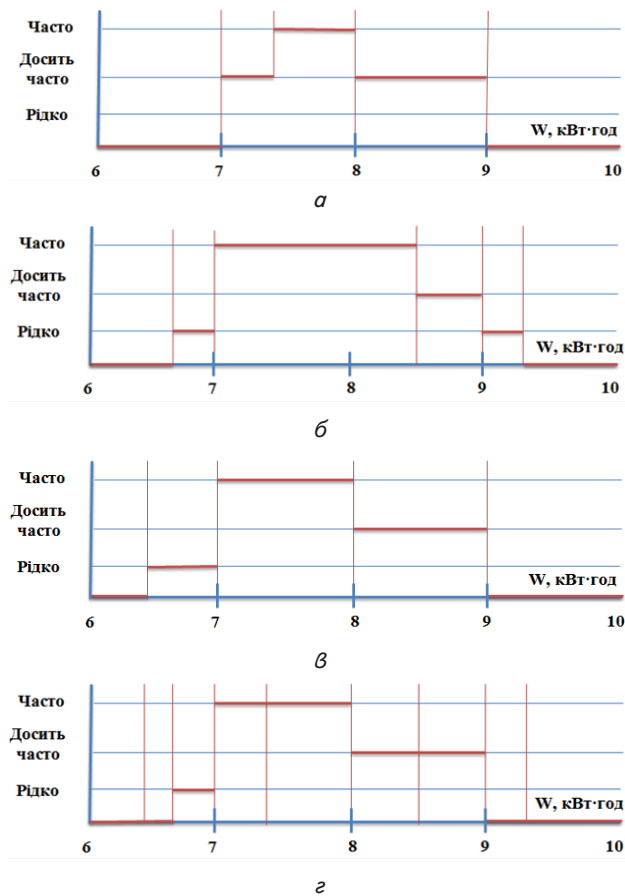 Часто
Досить
часто
Рідко
W, кВт·год
6 7 8 9 10
а
Часто
Досить
часто
Рідко
W, кВт·год
6 7 8 9 10
б
Часто
Досить
часто
Рідко
W, кВт·год
6 7 8 9 10
в
Часто
Досить
часто
Рідко
W, кВт·год
6 7 8 9 10
г